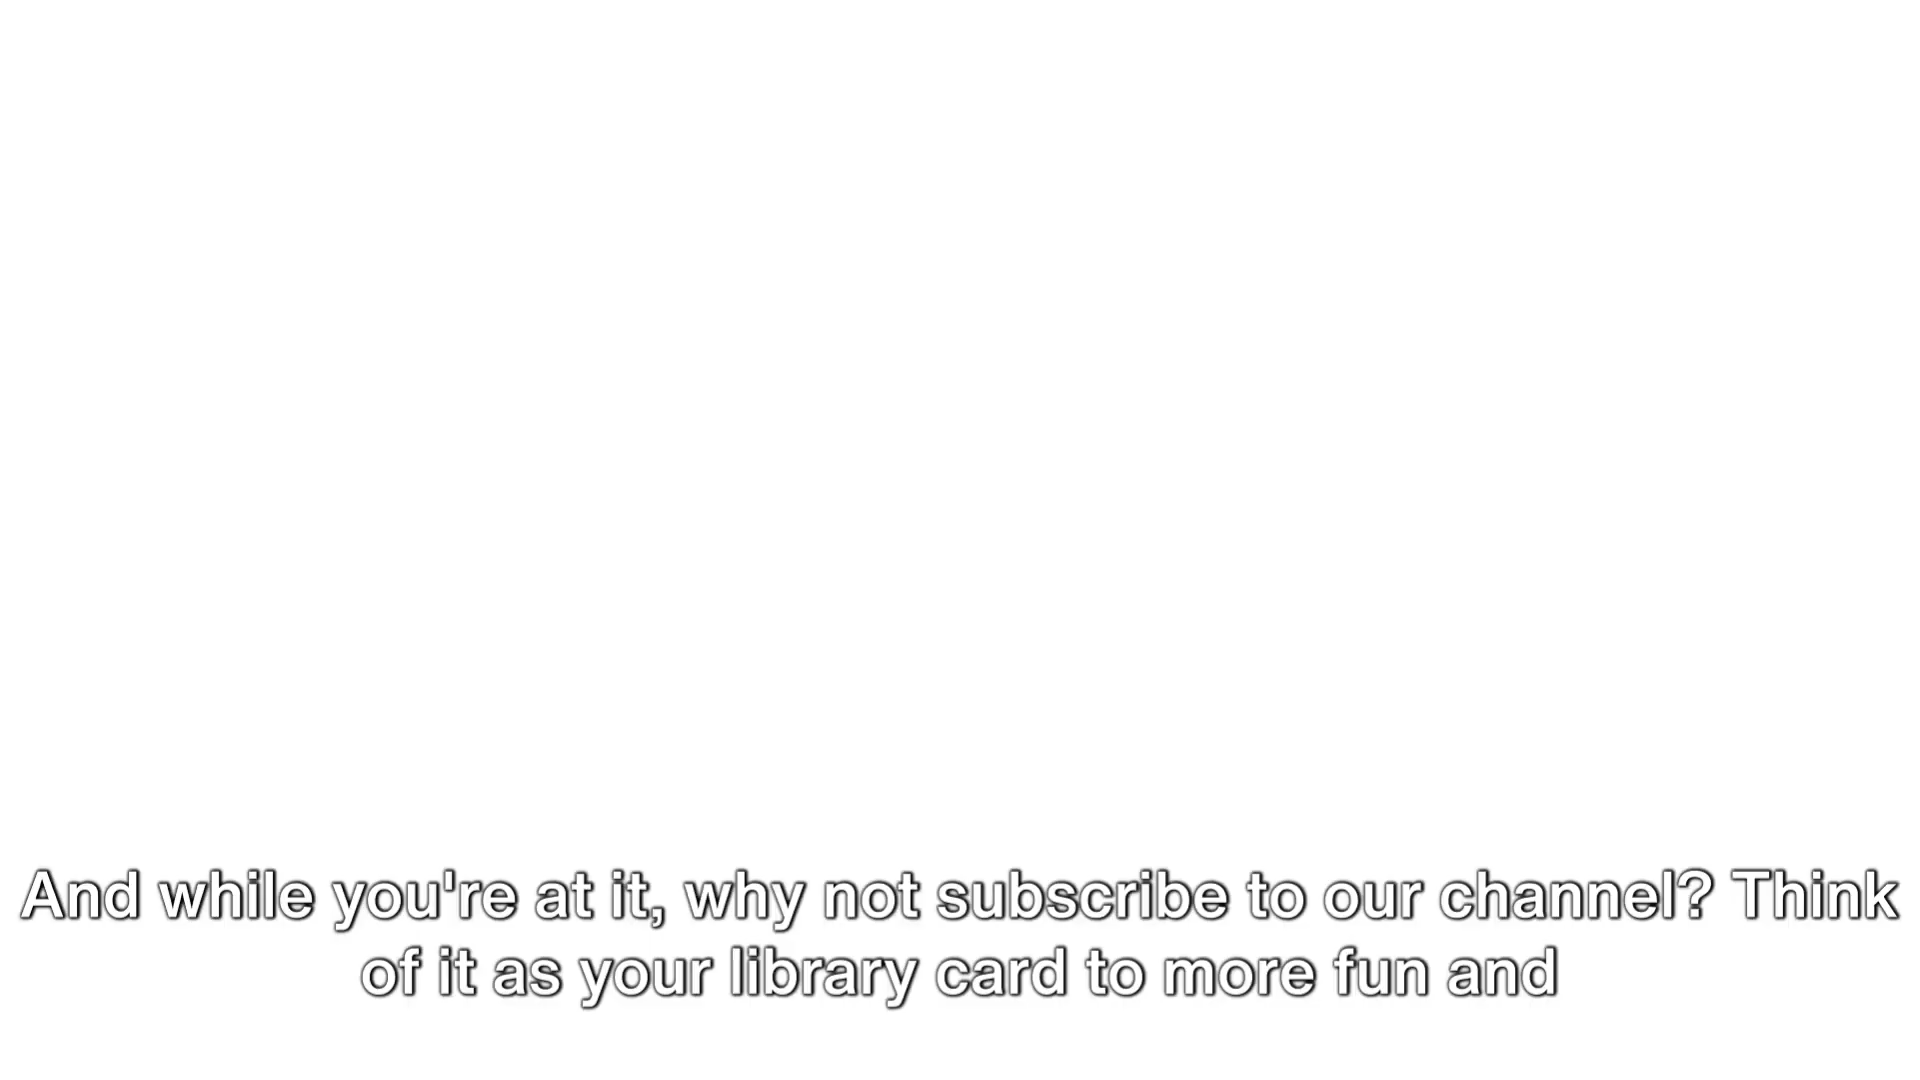 And while you're at it, why not subscribe to our channel? Think
of it as your library card to more fun and